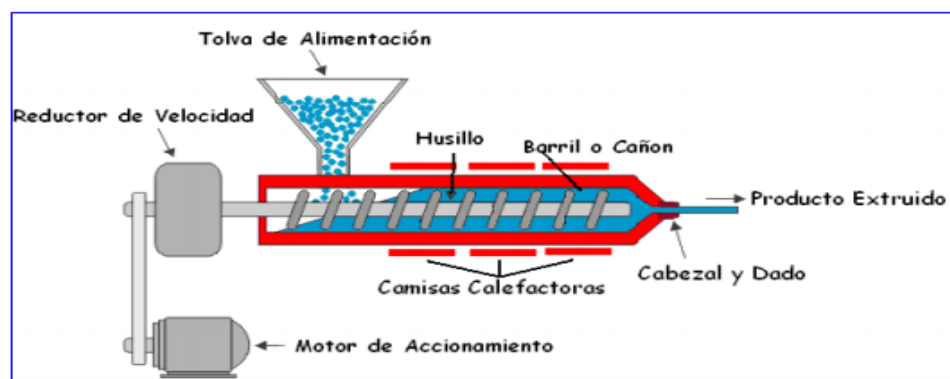 Tolva de Alimentación
Reductor de Velocidad
Husillo
Barril o Cañon
Producto Extruido
Cabezal y Dado
Camisas Calefactoras
Motor de Accionamiento